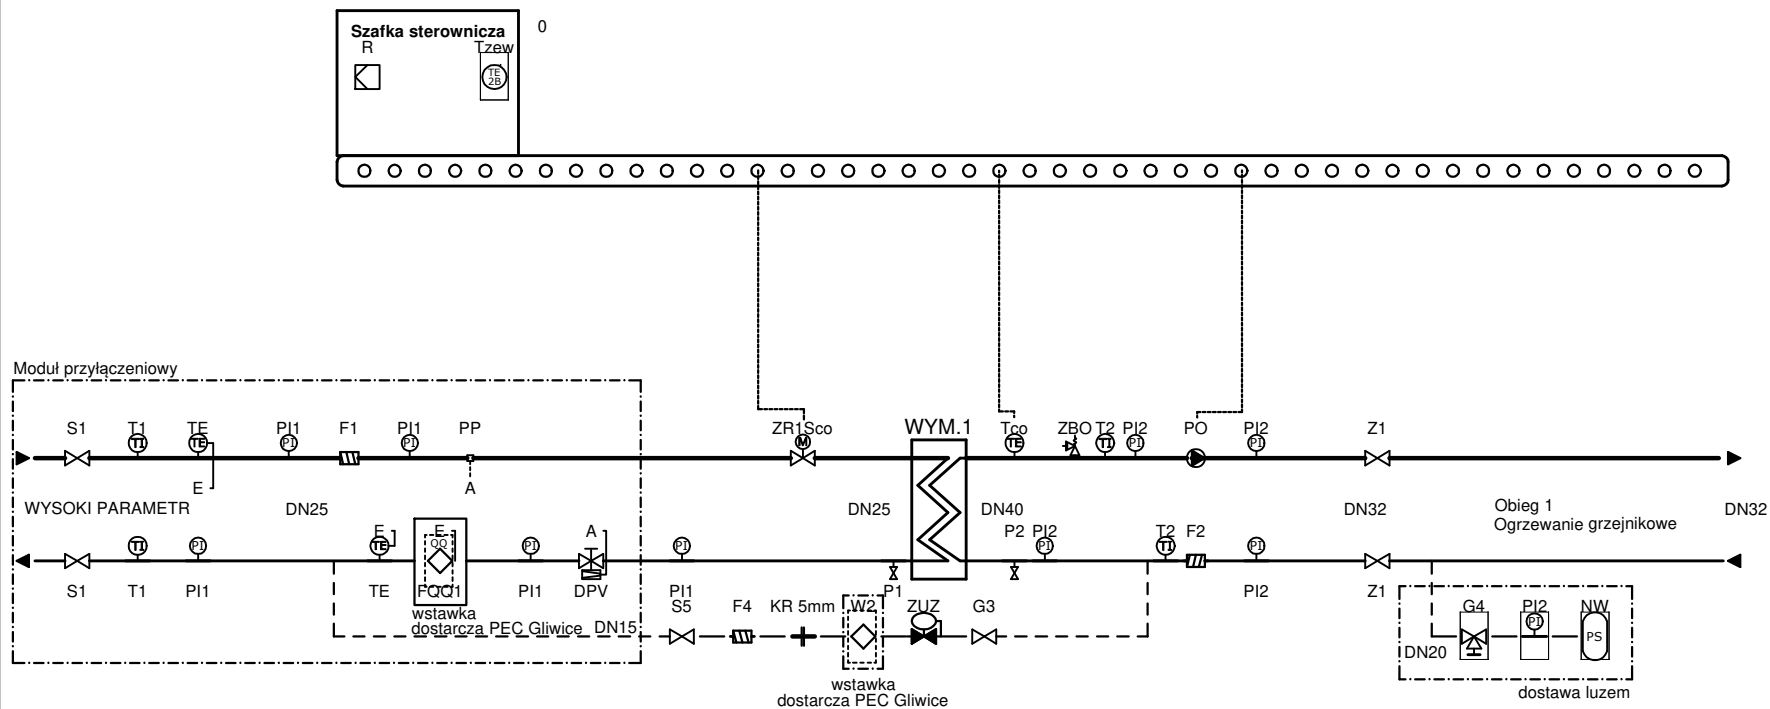 Szafka sterownicza
0
R
Tzew
TE
2B
Moduł przyłączeniowy
S1
T1
TE
PI1
F1
PI1
PP
ZR1Sco
WYM.1
Tco
ZBO
T2
PI2
PO
PI2
Z1
TI
TE
PI
PI
M
TE
TI
PI
PI
E
A
WYSOKI PARAMETR
DN25
DN25
DN40
DN32
Obieg 1
Ogrzewanie grzejnikowe
DN32
E
E
A
P2
PI2
T2
F2
TI
PI
TE
QQ
PI
PI
PI
TI
PI
S1
T1
PI1
TE
FQQ1
PI1
DPV
PI1
P1
PI2
Z1
wstawka
dostarcza PEC Gliwice
DN15
S5
F4
KR 5mm
W2
ZUZ
G3
G4
PI2
NW
PI
PS
DN20
wstawka
dostarcza PEC Gliwice
dostawa luzem